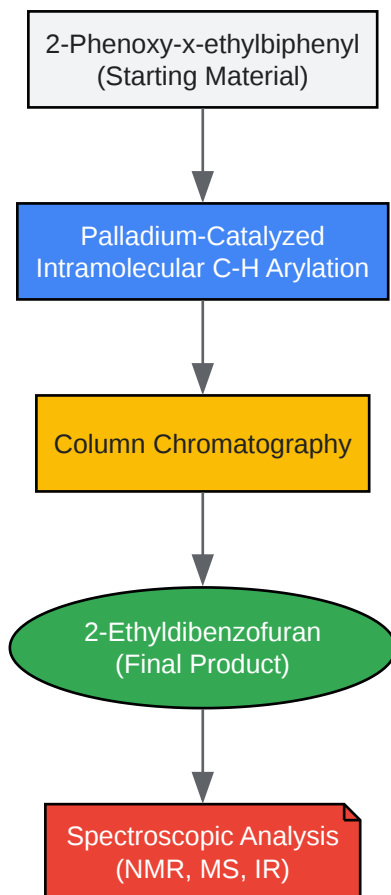 2-Phenoxy-x-ethylbiphenyl
(Starting Material)
Palladium-Catalyzed
Intramolecular C-H Arylation
Column Chromatography
2-Ethyldibenzofuran
(Final Product)
Spectroscopic Analysis
(NMR, MS, IR)